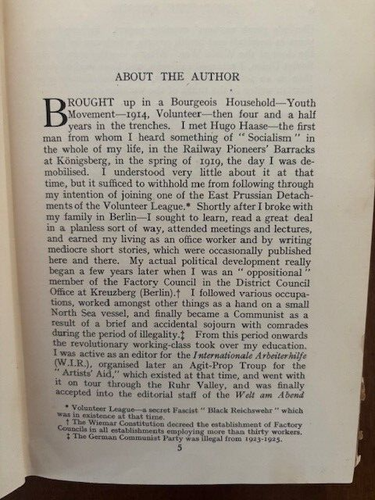 ABOUT THE AUTHOR
BROUGHT up in a Bourgeois Household—Youth
Movement—1914, Volunteer—then four and a half
years in the trenches. I met Hugo Haase—the first
man from whom I heard something of "Socialism" in
the whole of my life, in the Railway Pioneers' Barracks
at Königsberg, in the spring of 1919, the day I was de-
mobilised. I understood very little about it at that
time, but it sufficed to withhold me from following through
my intention of joining one of the East Prussian Detach-
ments of the Volunteer League.* Shortly after I broke with
my family in Berlin—I sought to learn, read a great deal
in a planless sort of way, attended meetings and lectures,
and earned my living as an office worker and by writing
mediocre short stories, which were occasionally published
here and there. My actual political development really
began a few years later when I was an "oppositional"
member of the Factory Council in the District Council
Office at Kreuzberg (Berlin).† I followed various occupa-
tions, worked amongst other things as a hand on a small
North Sea vessel, and finally became a Communist as a
result of a brief and accidental sojourn with comrades
during the period of illegality.‡ From this period onwards
the revolutionary working-class took over my education.
I was active as an editor for the Internationale Arbeiterhilfe
(W.I.R.), organised later an Agit-Prop Troup for the
"Artists' Aid," which existed at that time, and went with
it on tour through the Ruhr Valley, and was finally
accepted into the editorial staff of the Welt am Abend
* Volunteer League—a secret Fascist "Black Reichswehr" which
was in existence at that time.
† The Wiemar Constitution decreed the establishment of Factory
Councils in all establishments employing more than thirty workers.
‡ The German Communist Party was illegal from 1923-1925.
5